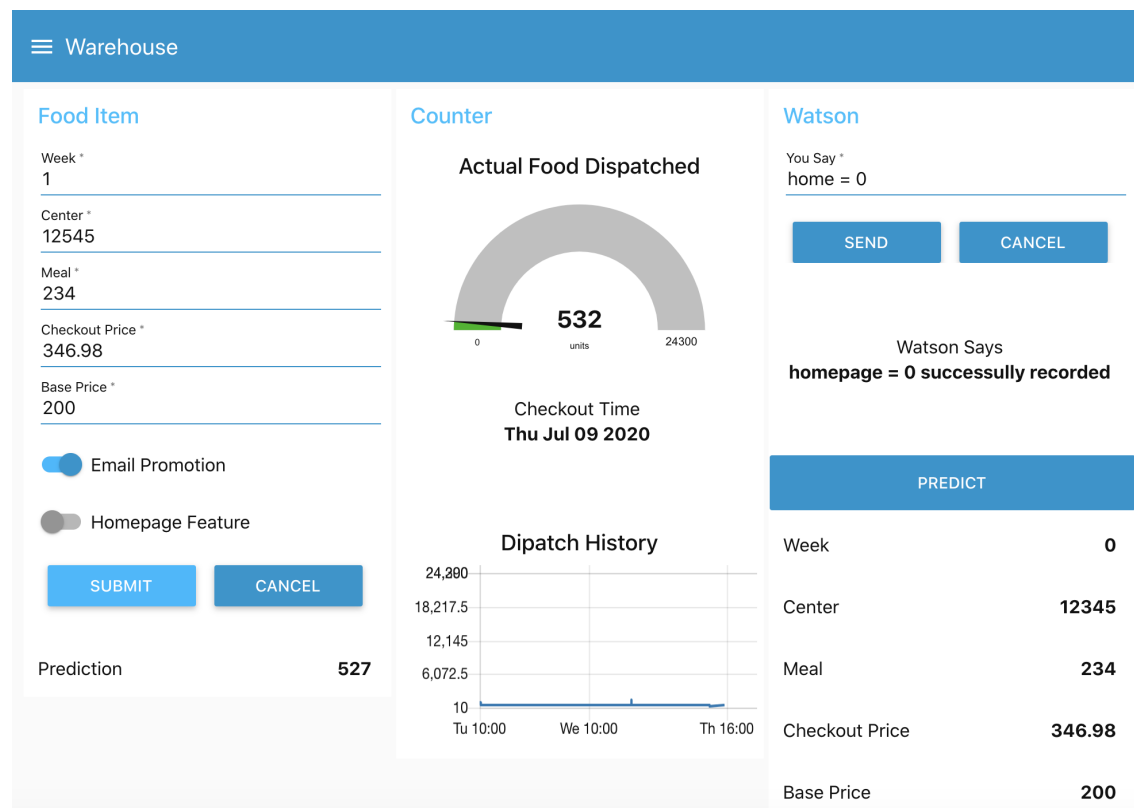 Warehouse
Food Item
Week *
1
Center *
12545
Meal *
234
Checkout Price *
346.98
Base Price *
200
Email Promotion
Homepage Feature
SUBMIT CANCEL
Prediction 527
Counter
Actual Food Dispatched
532
0 units 24300
Checkout Time
Thu Jul 09 2020
Dipatch History
18,217.5
12,145
6,072.5
10
Tu 10:00 We 10:00 Th 16:00
Watson
You Say *
home = 0
SEND CANCEL
Watson Says
homepage = 0 successully recorded
PREDICT
Week 0
Center 12345
Meal 234
Checkout Price 346.98
Base Price 200